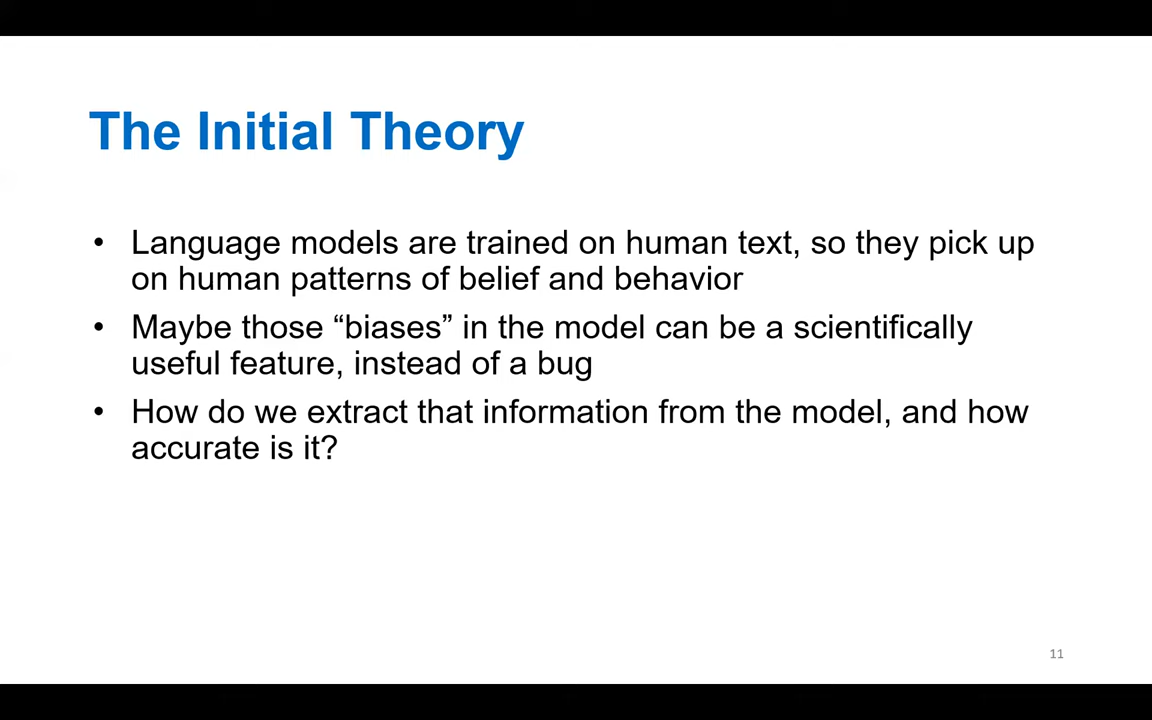 The Initial Theory
• Language models are trained on human text, so they pick up
on human patterns of belief and behavior
• Maybe those “biases” in the model can be a scientifically
useful feature, instead of a bug
• How do we extract that information from the model, and how
accurate is it?
11